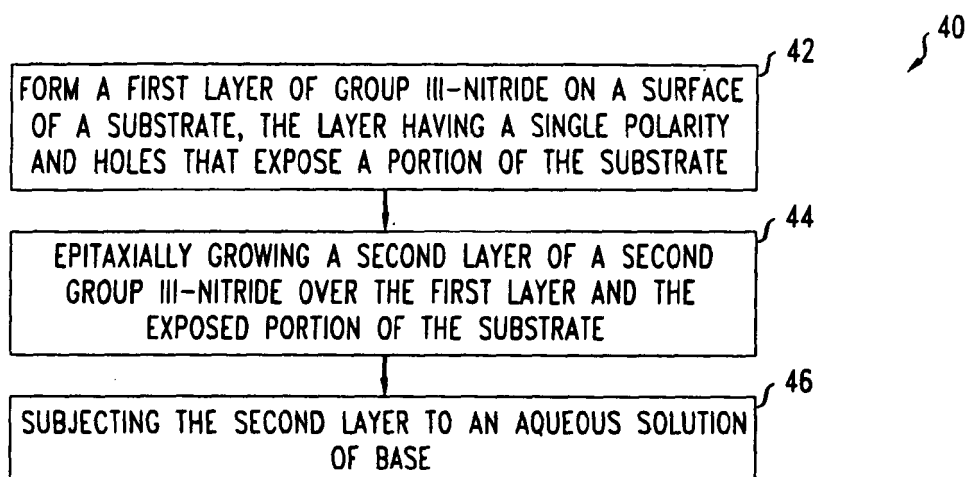 40
42
FORM A FIRST LAYER OF GROUP III-NITRIDE ON A SURFACE
OF A SUBSTRATE, THE LAYER HAVING A SINGLE POLARITY
AND HOLES THAT EXPOSE A PORTION OF THE SUBSTRATE
44
EPITAXIALLY GROWING A SECOND LAYER OF A SECOND
GROUP III-NITRIDE OVER THE FIRST LAYER AND THE
EXPOSED PORTION OF THE SUBSTRATE
46
SUBJECTING THE SECOND LAYER TO AN AQUEOUS SOLUTION
OF BASE